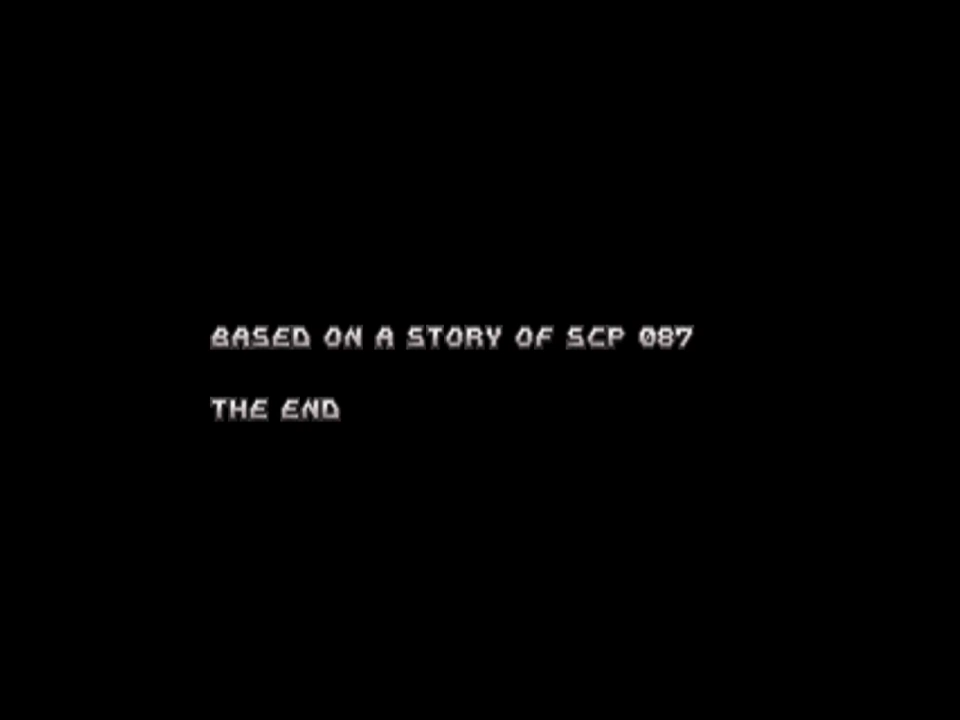 BASED ON A STORY OF SCP 087
THE END